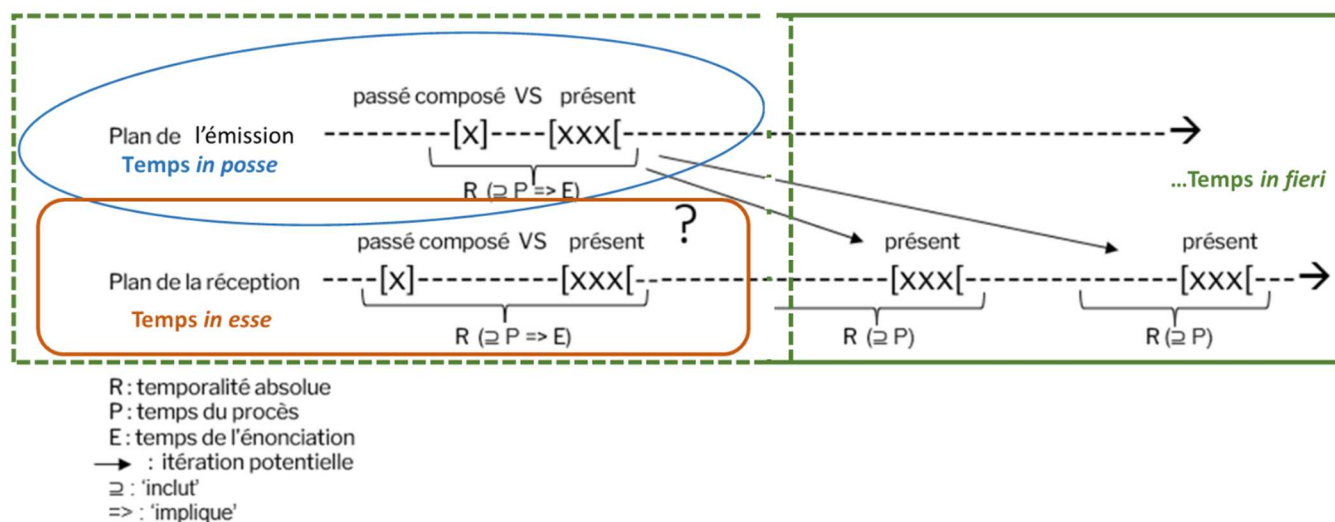 passé composé VS présent
Plan de l’émission ---------[X]----[XXX[-------------------------------------→
Temps in posse
R (⊇ P => E)
...Temps in fieri
?
passé composé VS présent présent présent
Plan de la réception ----[X]----------[XXX[-----------------[XXX[---------------[XXX[---→
Temps in esse
R (⊇ P => E) R (⊇ P) R (⊇ P)
R : temporalité absolue
P : temps du procès
E : temps de l'énonciation
→ : itération potentielle
⊇ : 'inclut'
=> : 'implique'